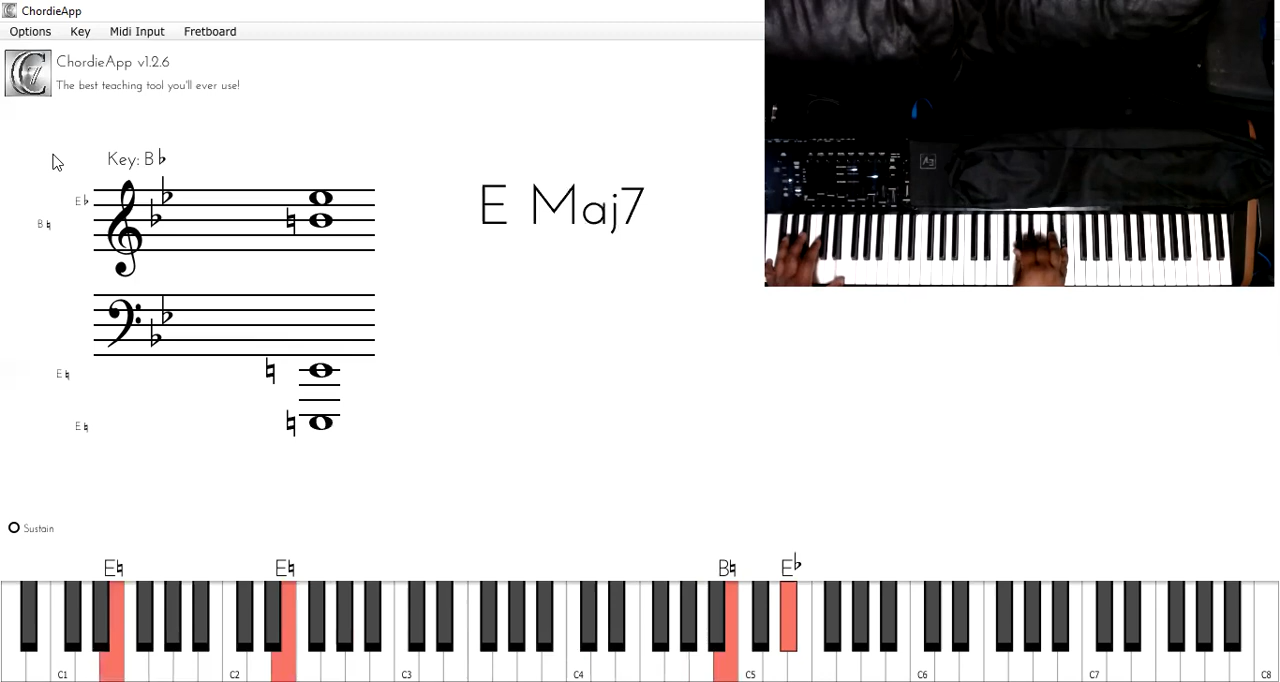 ChordieApp
Options Key Midi Input Fretboard
ChordieApp v1.2.6
The best teaching tool you'll ever use!
Key: B♭
E♭
B♮
E Maj7
E♮
E♮
Sustain
E♮ E♮ B♮ E♭
C1 C2 C3 C4 C5 C6 C7 C8